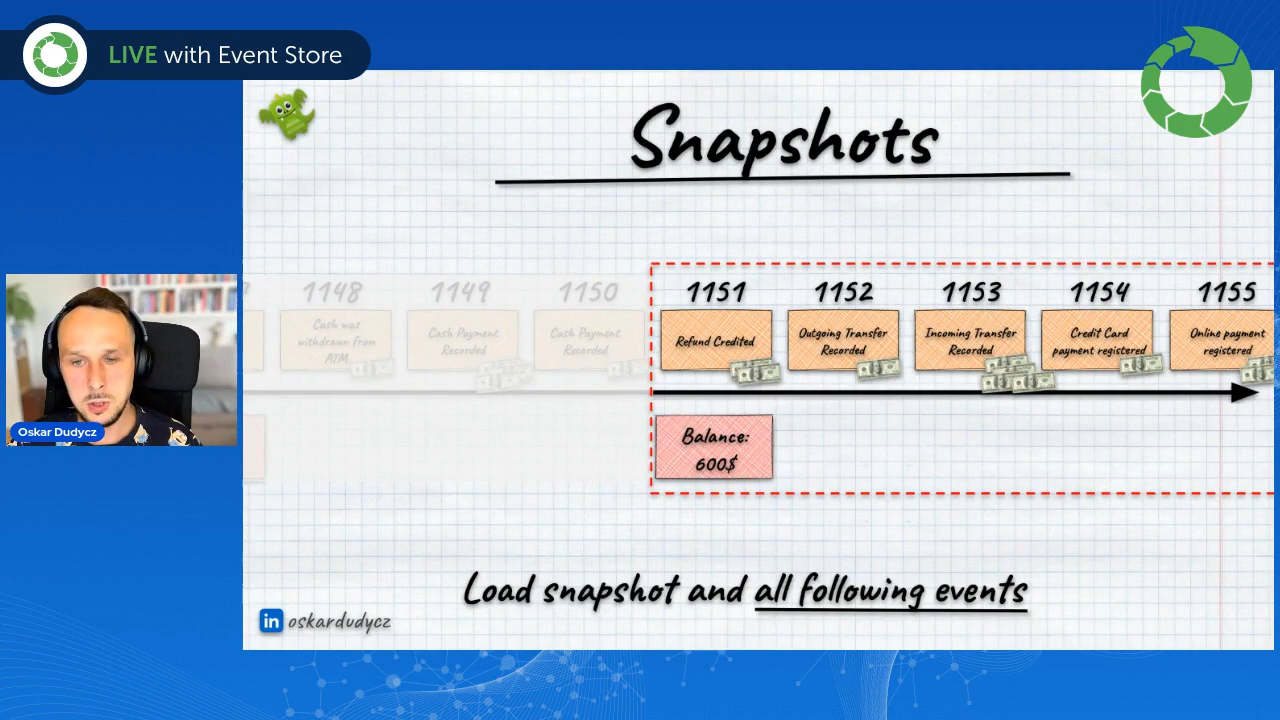 LIVE with Event Store
Snapshots
1148
1149
1150
1151
1152
1153
1154
1155
Cash was
withdrawn from
ATM
Cash Payment
Recorded
Cash Payment
Recorded
Refund Credited
Outgoing Transfer
Recorded
Incoming Transfer
Recorded
Credit Card
payment registered
Online payment
registered
Balance:
600$
Oskar Dudycz
Load snapshot and all following events
in oskardudycz